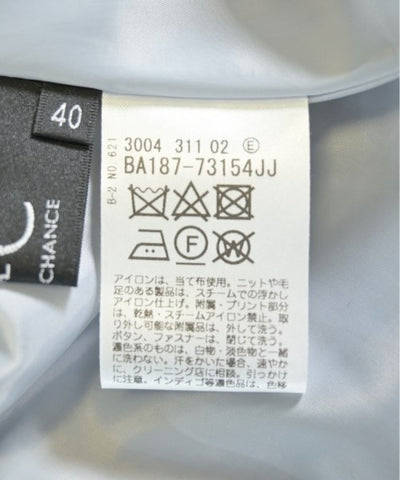 40
CHANCE
B-2 NO. 621
3004 311 02 Ⓔ
BA187-73154JJ
F
W
アイロンは、当て布使用。ニットや毛
足のある製品は、スチームでの浮かし
アイロン仕上げ。特殊・プリント部分
は、乾熱・スチームアイロン禁止。取
り外し可能な附属品は、外して洗う。
ボタン、ファスナーは、閉じて洗う。
濃色系のものは、白物・淡色物と一緒
に洗わない。汗をかいた場合、速やか
に、クリーニング店に相談。引っかけ
に注意。インディゴ等濃色品は、色移